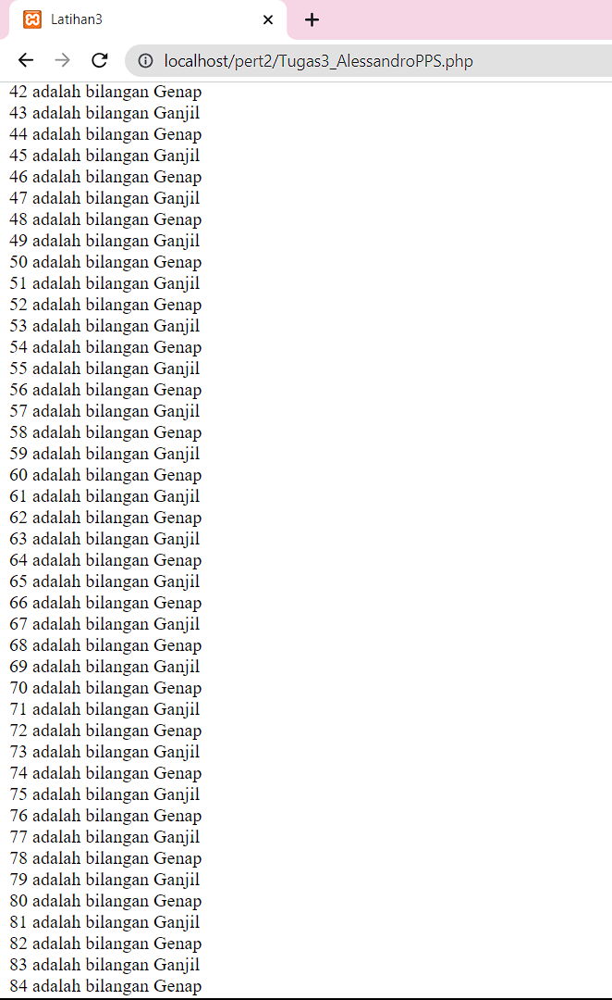 Latihan3
localhost/pert2/Tugas3_AlessandroPPS.php
42 adalah bilangan Genap
43 adalah bilangan Ganjil
44 adalah bilangan Genap
45 adalah bilangan Ganjil
46 adalah bilangan Genap
47 adalah bilangan Ganjil
48 adalah bilangan Genap
49 adalah bilangan Ganjil
50 adalah bilangan Genap
51 adalah bilangan Ganjil
52 adalah bilangan Genap
53 adalah bilangan Ganjil
54 adalah bilangan Genap
55 adalah bilangan Ganjil
56 adalah bilangan Genap
57 adalah bilangan Ganjil
58 adalah bilangan Genap
59 adalah bilangan Ganjil
60 adalah bilangan Genap
61 adalah bilangan Ganjil
62 adalah bilangan Genap
63 adalah bilangan Ganjil
64 adalah bilangan Genap
65 adalah bilangan Ganjil
66 adalah bilangan Genap
67 adalah bilangan Ganjil
68 adalah bilangan Genap
69 adalah bilangan Ganjil
70 adalah bilangan Genap
71 adalah bilangan Ganjil
72 adalah bilangan Genap
73 adalah bilangan Ganjil
74 adalah bilangan Genap
75 adalah bilangan Ganjil
76 adalah bilangan Genap
77 adalah bilangan Ganjil
78 adalah bilangan Genap
79 adalah bilangan Ganjil
80 adalah bilangan Genap
81 adalah bilangan Ganjil
82 adalah bilangan Genap
83 adalah bilangan Ganjil
84 adalah bilangan Genap